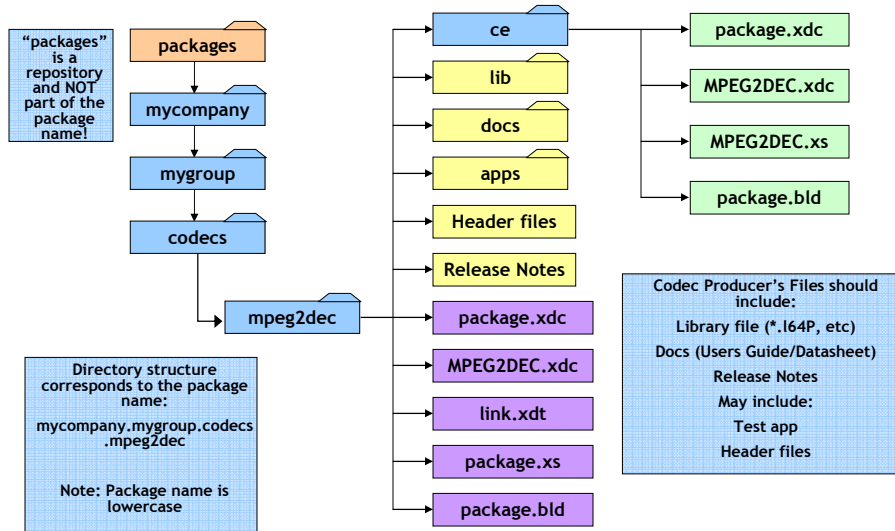 “packages”
is a
repository
and NOT
part of the
package
name!
packages
mycompany
mygroup
codecs
mpeg2dec
Directory structure
corresponds to the package
name:
mycompany.mygroup.codecs
.mpeg2dec
Note: Package name is
lowercase
ce
lib
docs
apps
Header files
Release Notes
package.xdc
MPEG2DEC.xdc
link.xdt
package.xs
package.bld
package.xdc
MPEG2DEC.xdc
MPEG2DEC.xs
package.bld
Codec Producer’s Files should
include:
Library file (*.l64P, etc)
Docs (Users Guide/Datasheet)
Release Notes
May include:
Test app
Header files